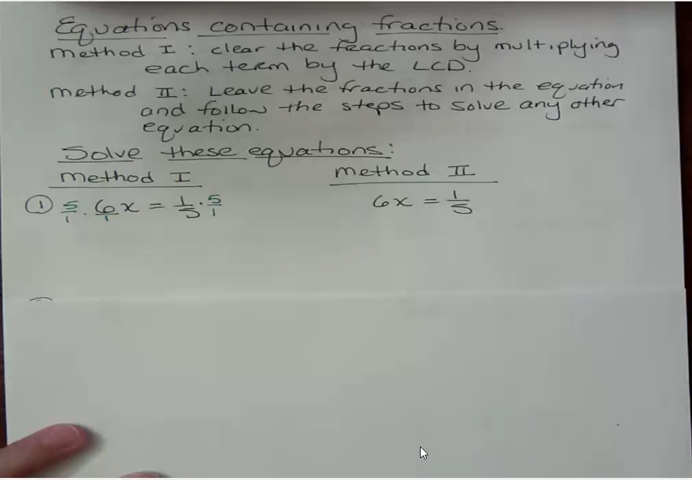 Equations containing fractions.
method I : clear the fractions by multiplying
each term by the LCD.
method II : Leave the fractions in the equation
and follow the steps to solve any other
equation.
Solve these equations:
method I method II
① 5/1 · 6/1 x = 1/5 · 5/1 6x = 1/5